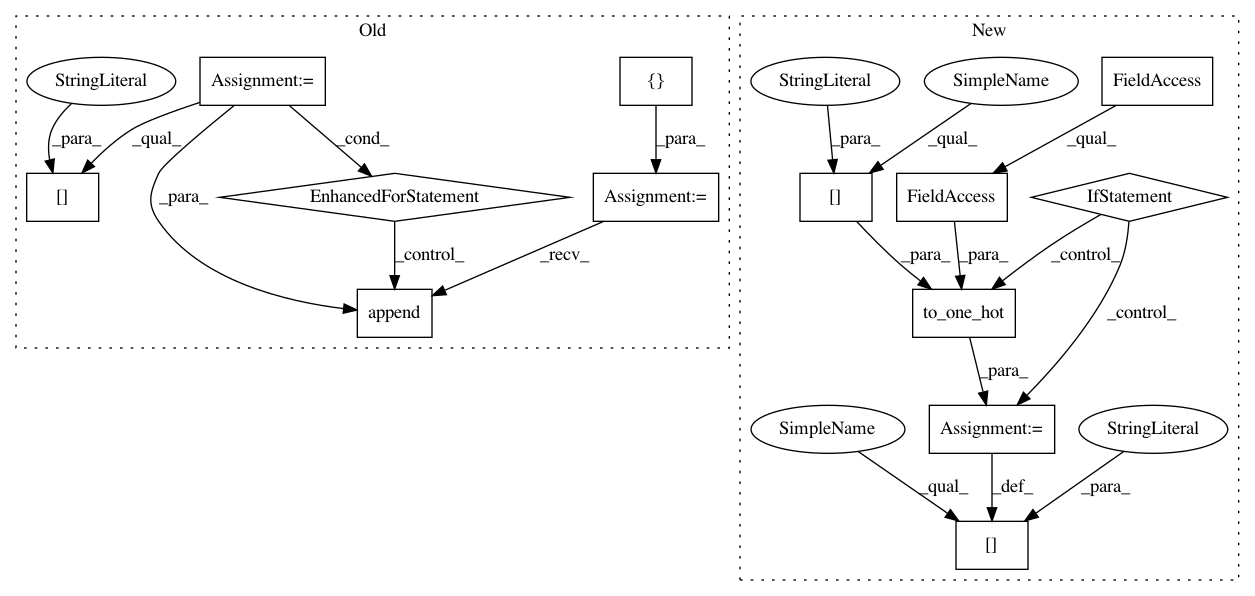 Old
New
StringLiteral
Assignment:=
{}
StringLiteral
SimpleName
FieldAccess
_para_
_qual_
_cond_
_para_
_para_
_qual_
_qual_
[]
_para_
EnhancedForStatement
Assignment:=
[]
FieldAccess
IfStatement
_control_
_recv_
_para_
_para_
_control_
append
to_one_hot
_control_
_para_
SimpleName
Assignment:=
StringLiteral
_qual_
_def_
_para_
[]